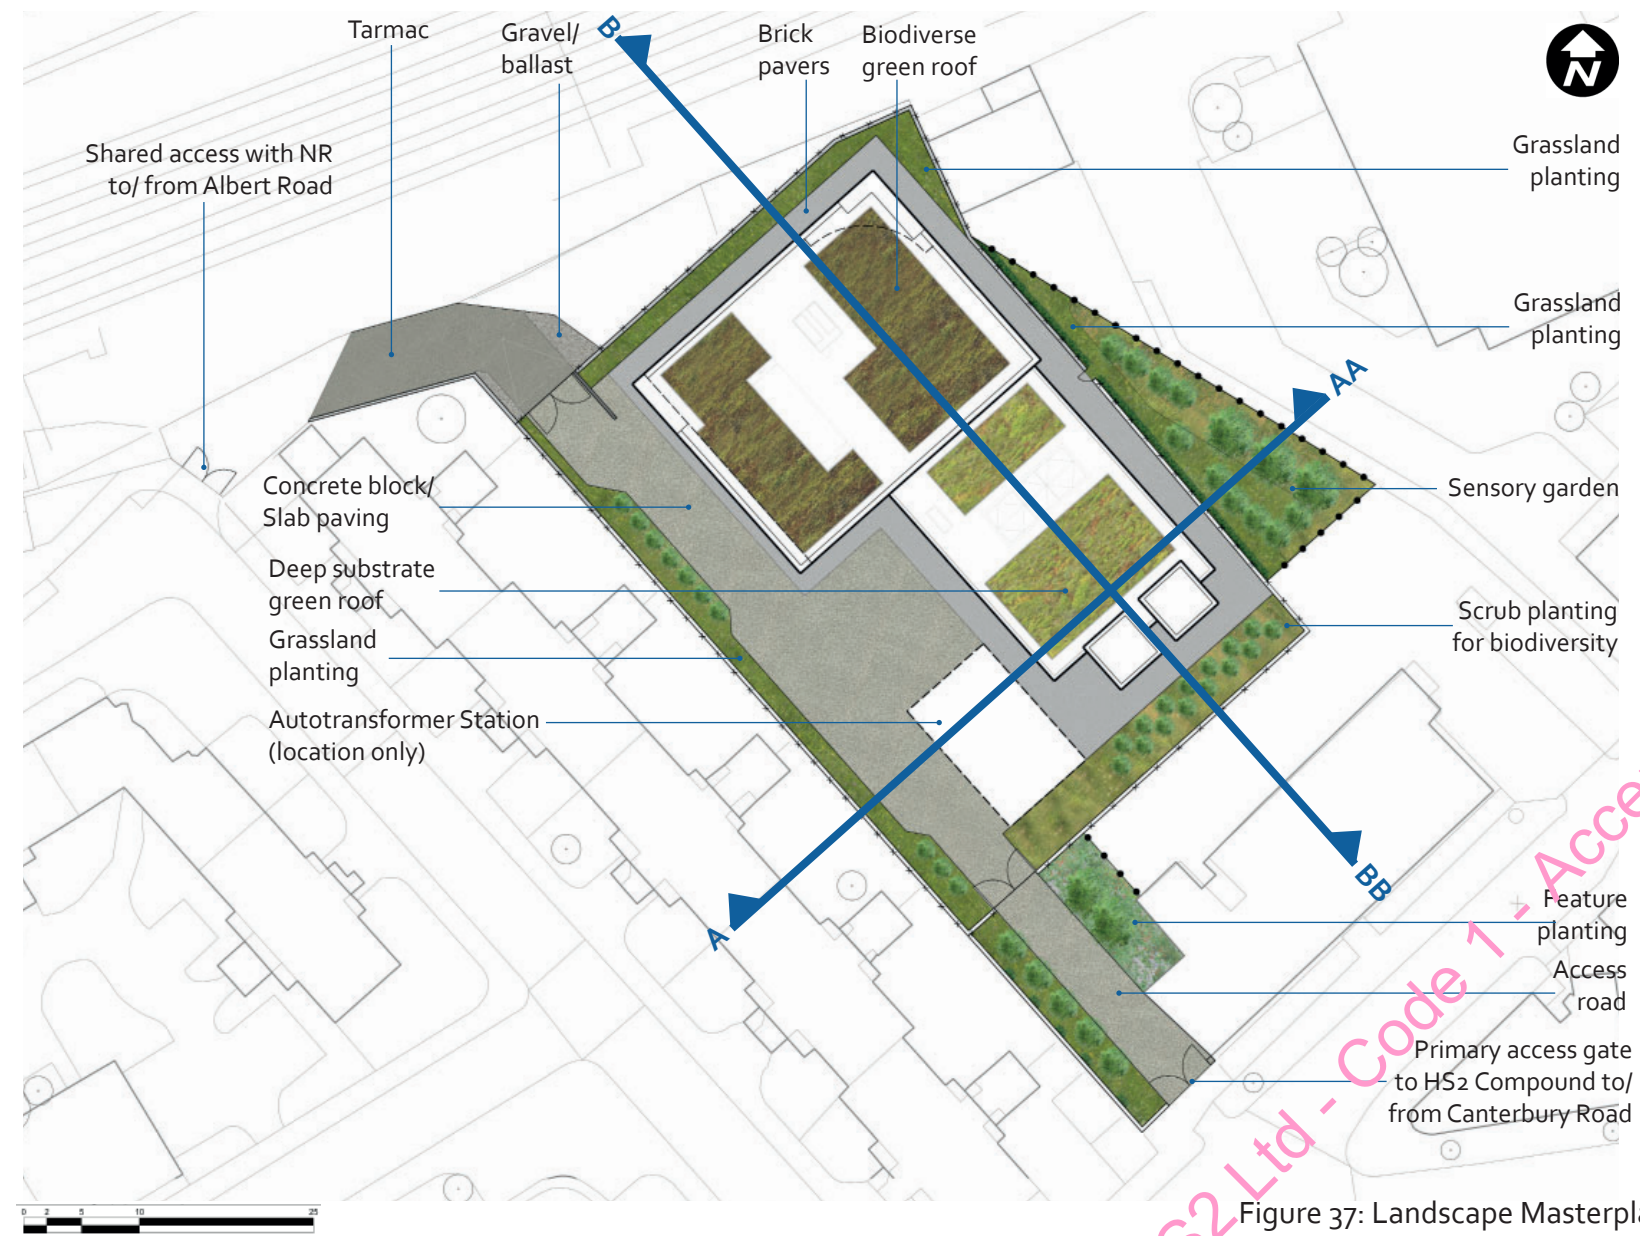 Tarmac
Gravel/
ballast
B
Brick
pavers
Biodiverse
green roof
N
Shared access with NR
to/ from Albert Road
Grassland
planting
Grassland
planting
AA
Concrete block/
Slab paving
Sensory garden
Deep substrate
green roof
Grassland
planting
Scrub planting
for biodiversity
Autotransformer Station
(location only)
A
BB
Feature
planting
Access
road
Primary access gate
to HS2 Compound to/
from Canterbury Road
S2 Ltd - Code 1 - Acce
0 2 5 10 25
Figure 37: Landscape Masterpla